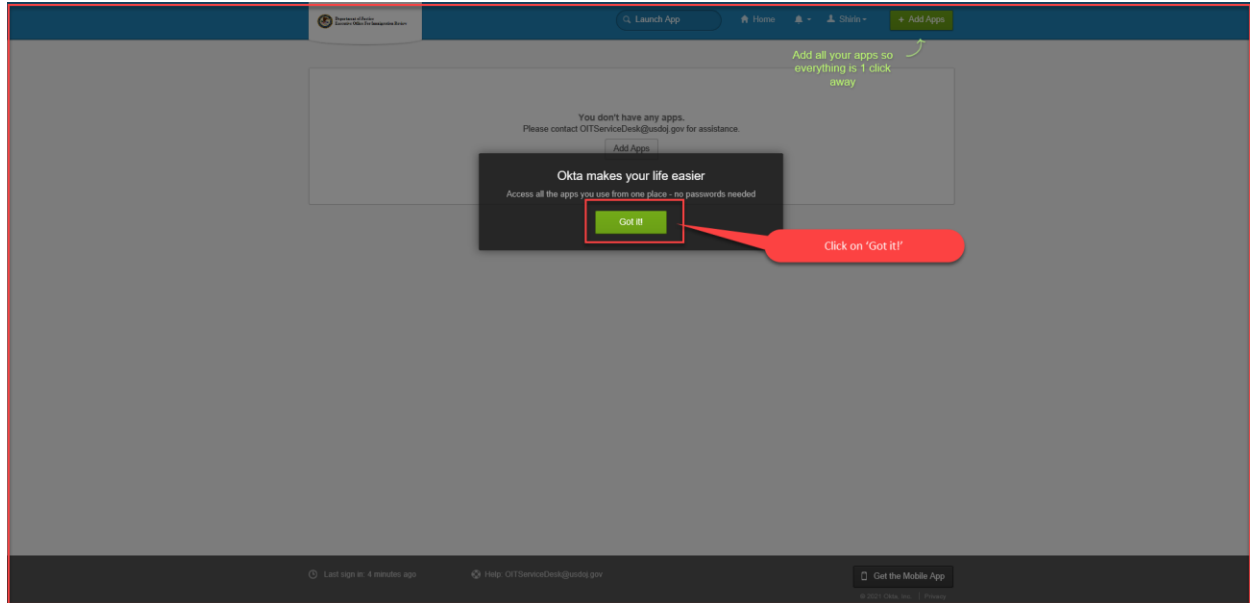 Department of Justice
Executive Office For Immigration Review
Launch App
Home
Shirin
+ Add Apps
Add all your apps so
everything is 1 click
away
You don't have any apps.
Please contact OITServiceDesk@usdoj.gov for assistance.
Add Apps
Okta makes your life easier
Access all the apps you use from one place - no passwords needed
Got it!
Click on 'Got it!'
Last sign in: 4 minutes ago
Help: OITServiceDesk@usdoj.gov
Get the Mobile App
© 2021 Okta, Inc. | Privacy